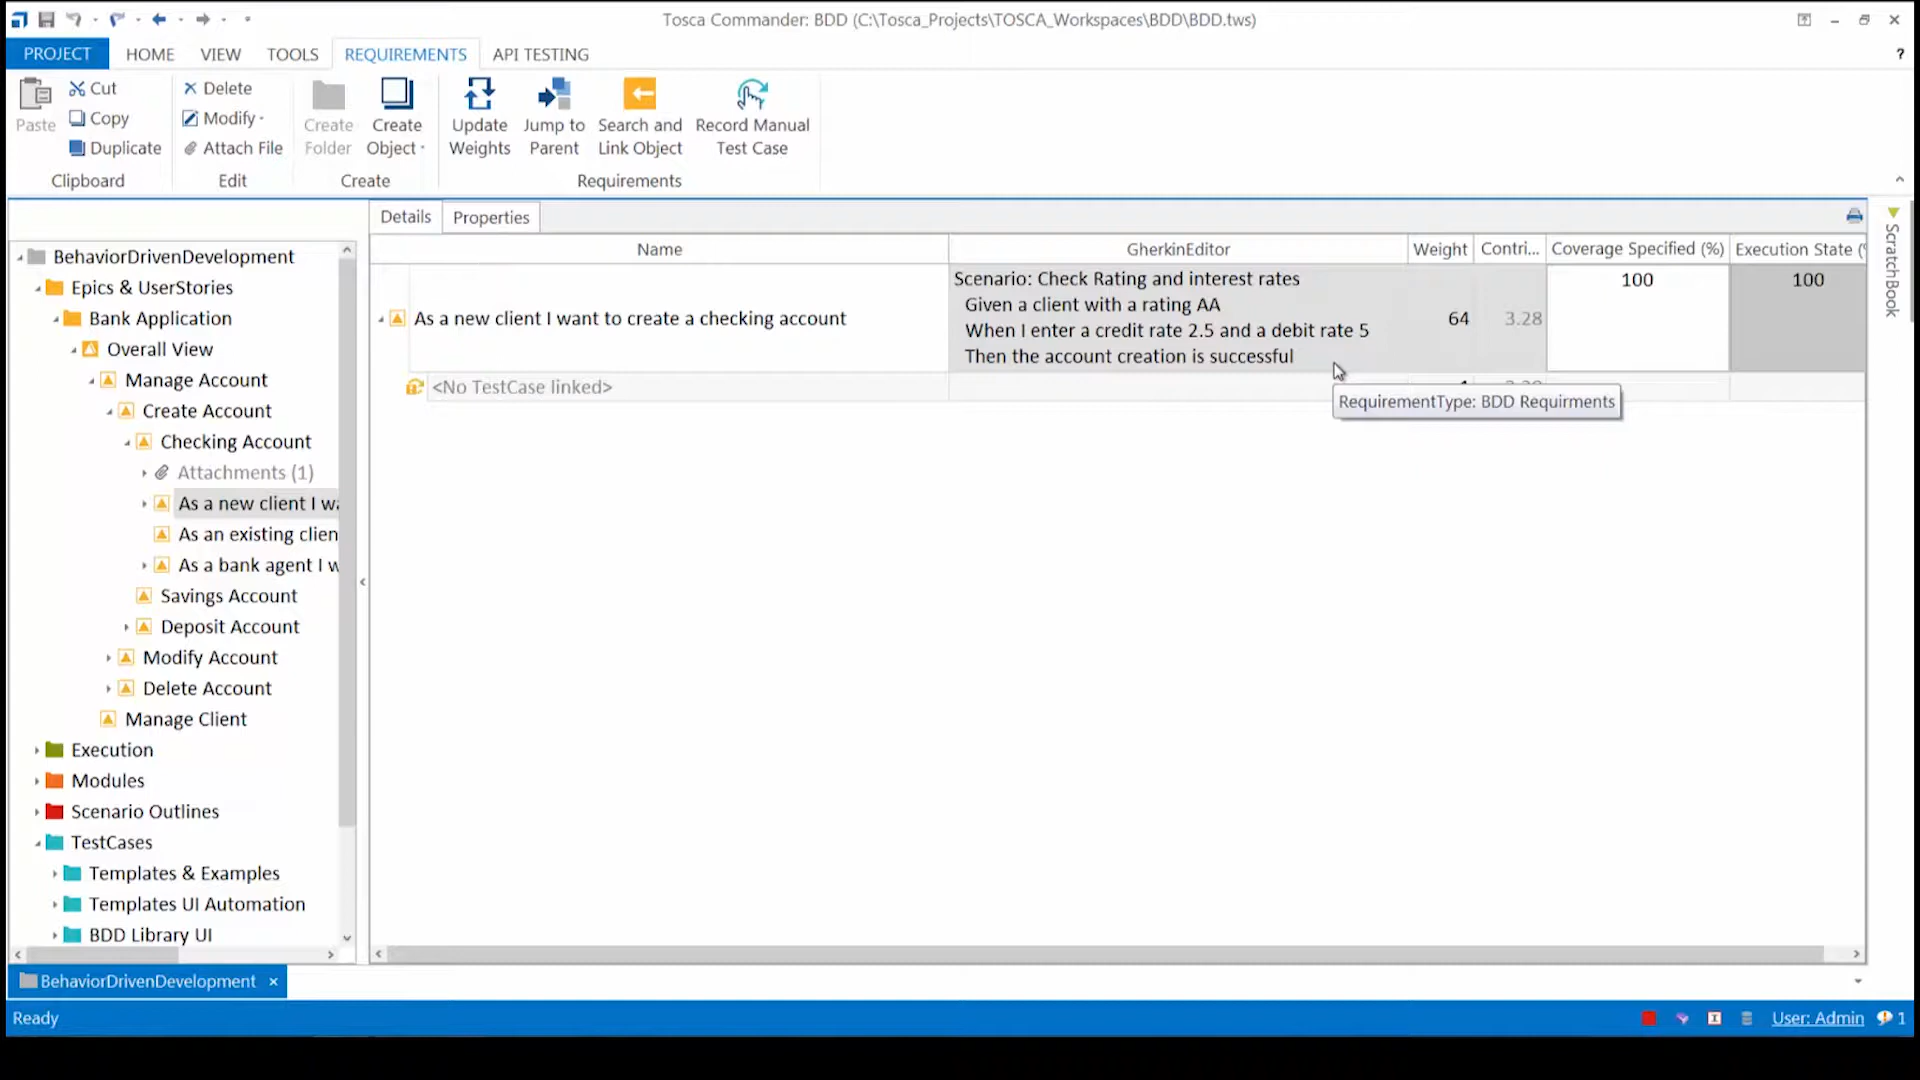 Tosca Commander: BDD (C:\Tosca_Projects\TOSCA_Workspaces\BDD\BDD.tws)
PROJECT HOME VIEW TOOLS REQUIREMENTS API TESTING ?
Paste
Cut
Copy
Duplicate
Clipboard
Delete
Modify
Attach File
Edit
Create Folder
Create Object
Create
Update Weights
Jump to Parent
Search and Link Object
Record Manual Test Case
Requirements
Details Properties
Name GherkinEditor Weight Contri... Coverage Specified (%) Execution State (%
As a new client I want to create a checking account
Scenario: Check Rating and interest rates
Given a client with a rating AA
When I enter a credit rate 2.5 and a debit rate 5
Then the account creation is successful
64 3.28 100 100
<No TestCase linked>
RequirementType: BDD Requirments
ScratchBook
BehaviorDrivenDevelopment
Epics & UserStories
Bank Application
Overall View
Manage Account
Create Account
Checking Account
Attachments (1)
As a new client I wa
As an existing clien
As a bank agent I w
Savings Account
Deposit Account
Modify Account
Delete Account
Manage Client
Execution
Modules
Scenario Outlines
TestCases
Templates & Examples
Templates UI Automation
BDD Library UI
BehaviorDrivenDevelopment ×
Ready
User: Admin 1